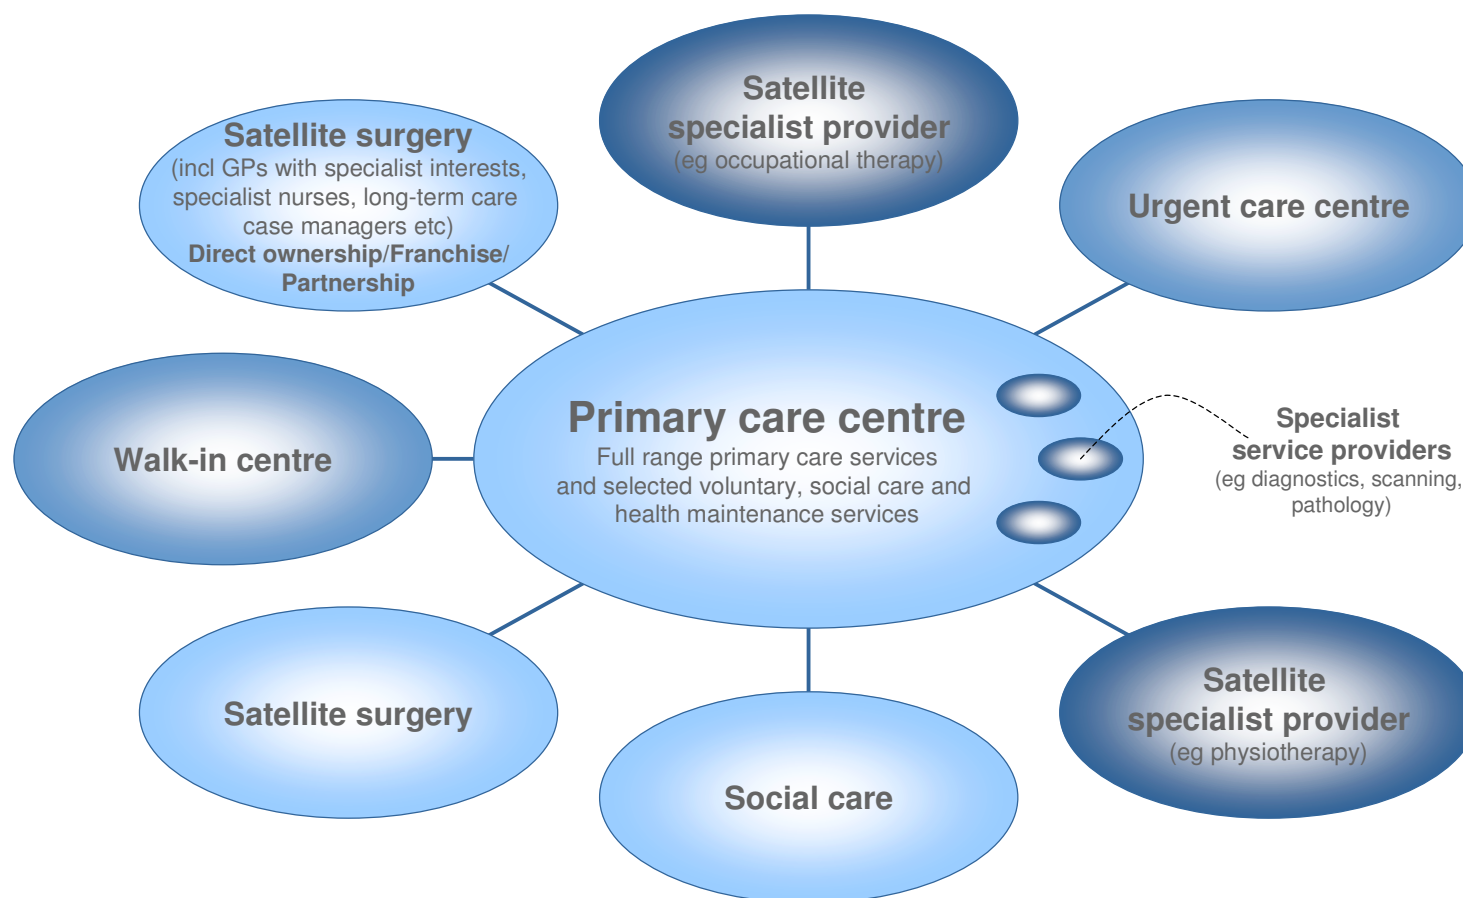 Satellite
specialist provider
(eg occupational therapy)
Satellite surgery
(incl GPs with specialist interests,
specialist nurses, long-term care
case managers etc)
Direct ownership/Franchise/
Partnership
Urgent care centre
Primary care centre
Full range primary care services
and selected voluntary, social care and
health maintenance services
Specialist
service providers
(eg diagnostics, scanning,
pathology)
Walk-in centre
Satellite surgery
Social care
Satellite
specialist provider
(eg physiotherapy)